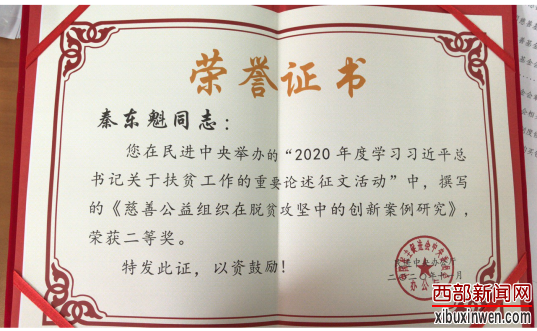 荣誉证书
秦东魁同志：
您在民进中央举办的“2020年度学习习近平总
书记关于扶贫工作的重要论述征文活动”中，撰写
的《慈善公益组织在脱贫攻坚中的创新案例研究》，
荣获二等奖。
特发此证，以资鼓励！
西部新闻网
xibuxinwen.com